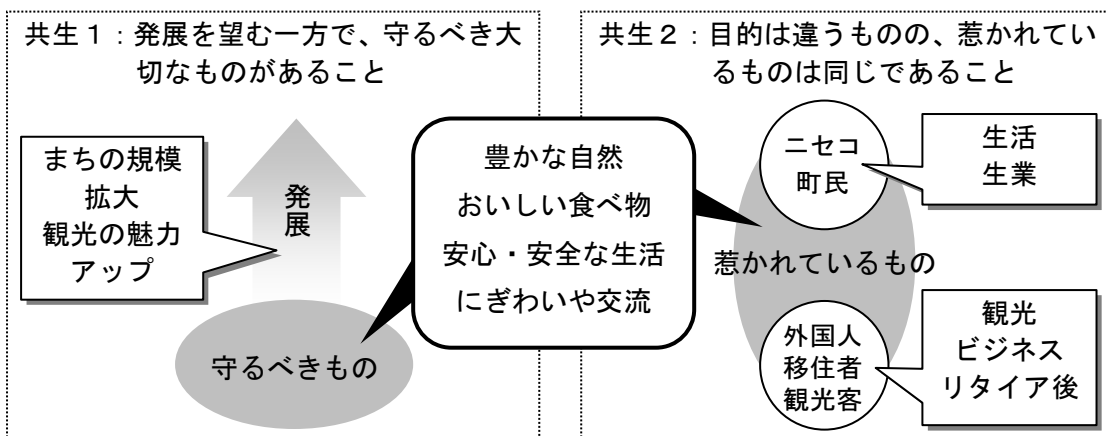 共生１：発展を望む一方で、守るべき大
切なものがあること
まちの規模
拡大
観光の魅力
アップ
発展
守るべきもの
豊かな自然
おいしい食べ物
安心・安全な生活
にぎわいや交流
共生２：目的は違うものの、惹かれてい
るものは同じであること
ニセコ
町民
生活
生業
惹かれているもの
外国人
移住者
観光客
観光
ビジネス
リタイア後